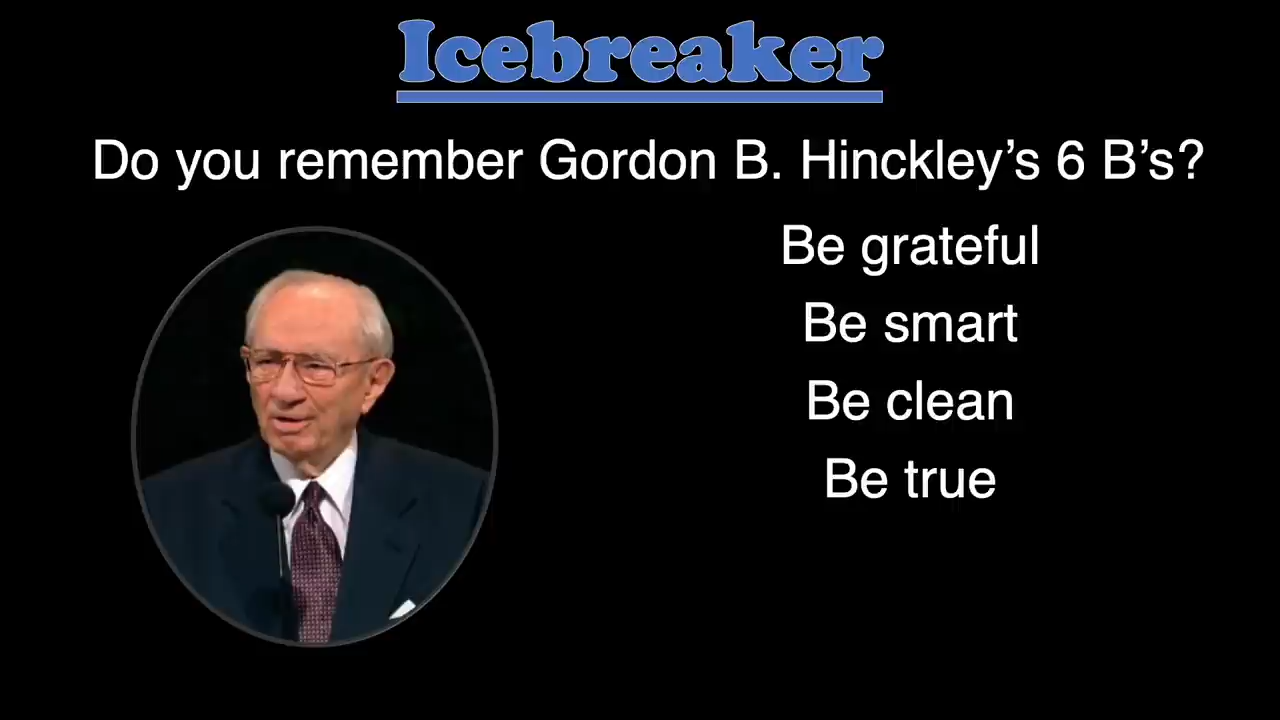 Icebreaker
Do you remember Gordon B. Hinckley’s 6 B’s?
Be grateful
Be smart
Be clean
Be true